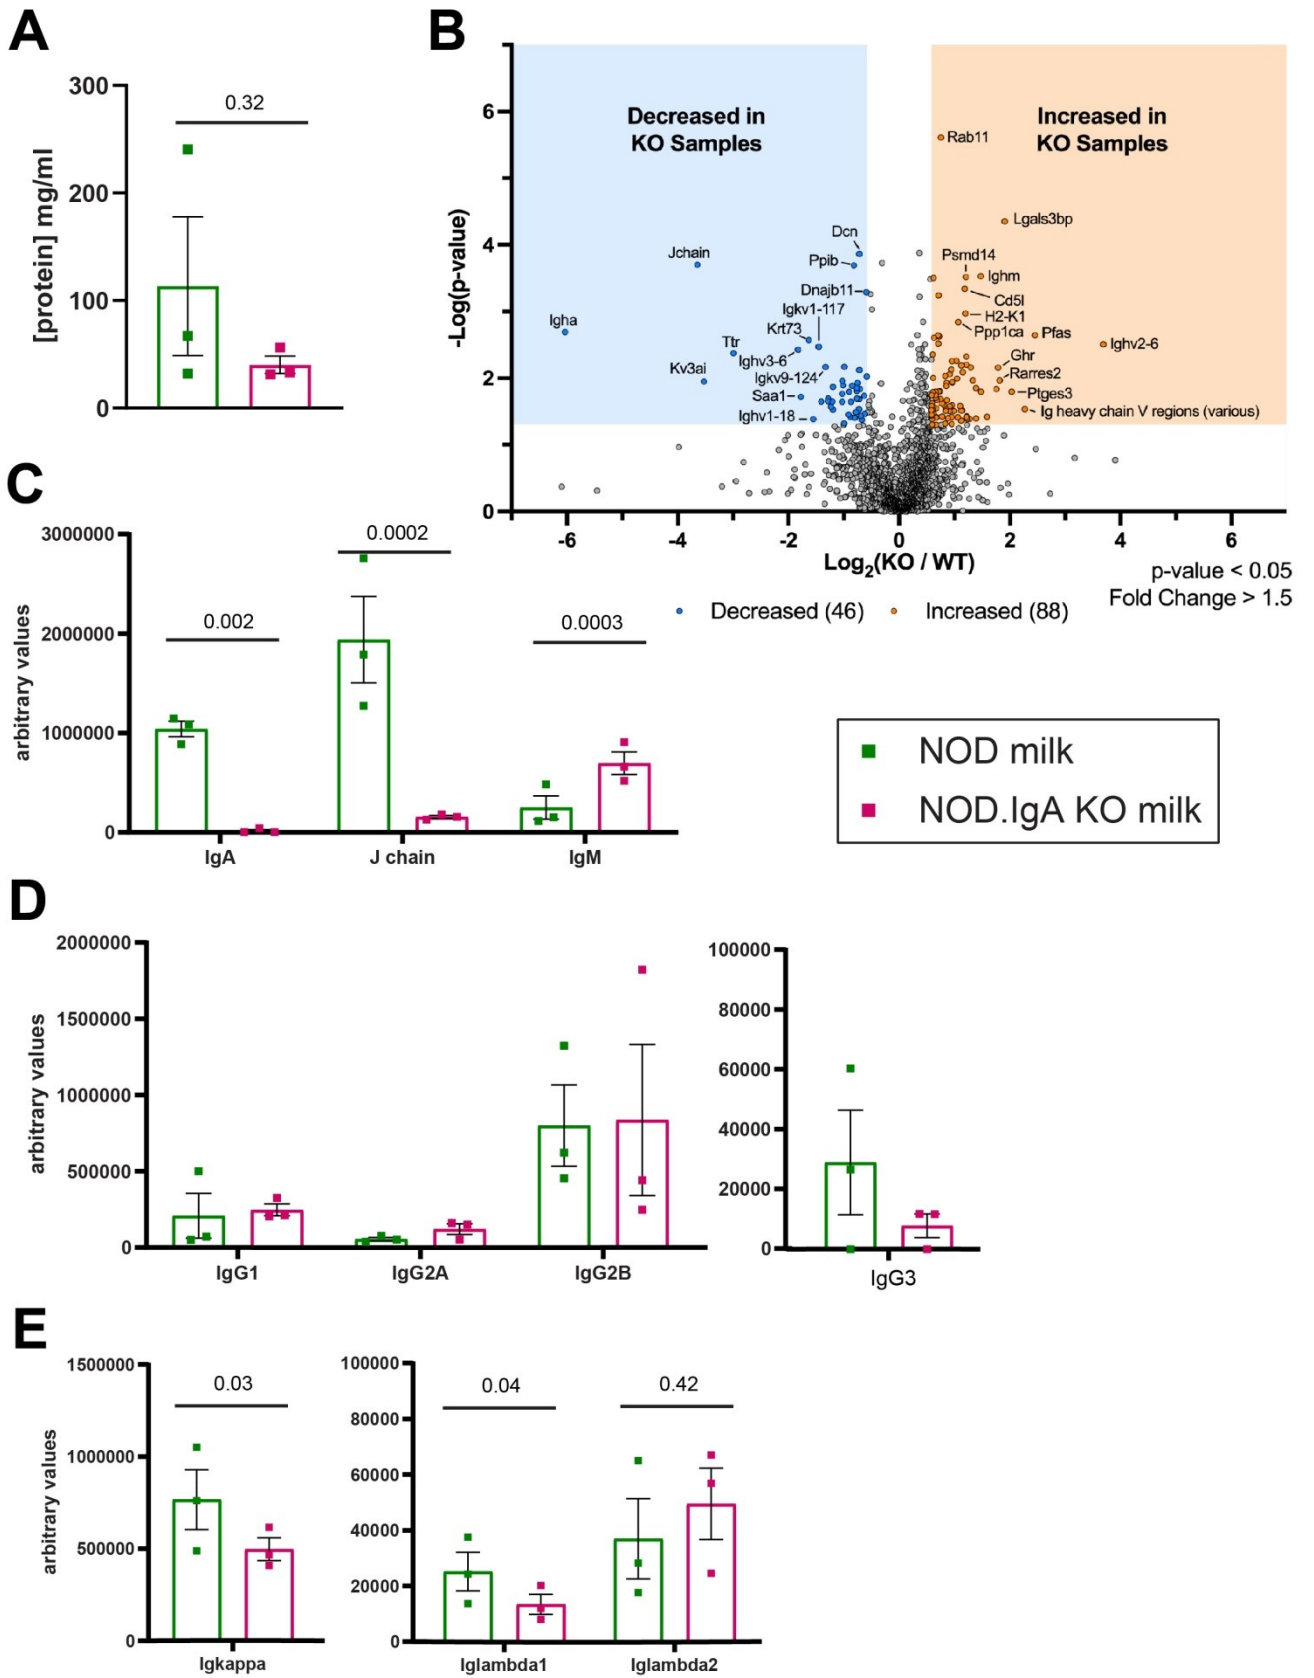 A
300
200
100
0
[protein] mg/ml
0.32
B
6
4
2
0
-Log(p-value)
Decreased in
KO Samples
Increased in
KO Samples
Rab11
Lgals3bp
Dcn
Jchain
Ppib
Psmd14
Ighm
Dnajb11
Cd5l
Igkv1-117
H2-K1
Igha
Krt73
Ppp1ca
Pfas
Ttr
Ighv2-6
Ighv3-6
Ghr
Kv3ai
Igkv9-124
Rarres2
Saa1
Ptges3
Ighv1-18
Ig heavy chain V regions (various)
-6 -4 -2 0 2 4 6
Log2(KO / WT)
p-value < 0.05
Fold Change > 1.5
Decreased (46) Increased (88)
C
3000000
2000000
1000000
0
arbitrary values
0.002
0.0002
0.0003
IgA J chain IgM
NOD milk
NOD.IgA KO milk
D
2000000
1500000
1000000
500000
0
arbitrary values
IgG1 IgG2A IgG2B
100000
80000
60000
40000
20000
0
IgG3
E
1500000
1000000
500000
0
arbitrary values
0.03
Igkappa
100000
80000
60000
40000
20000
0
0.04
0.42
Iglambda1 Iglambda2